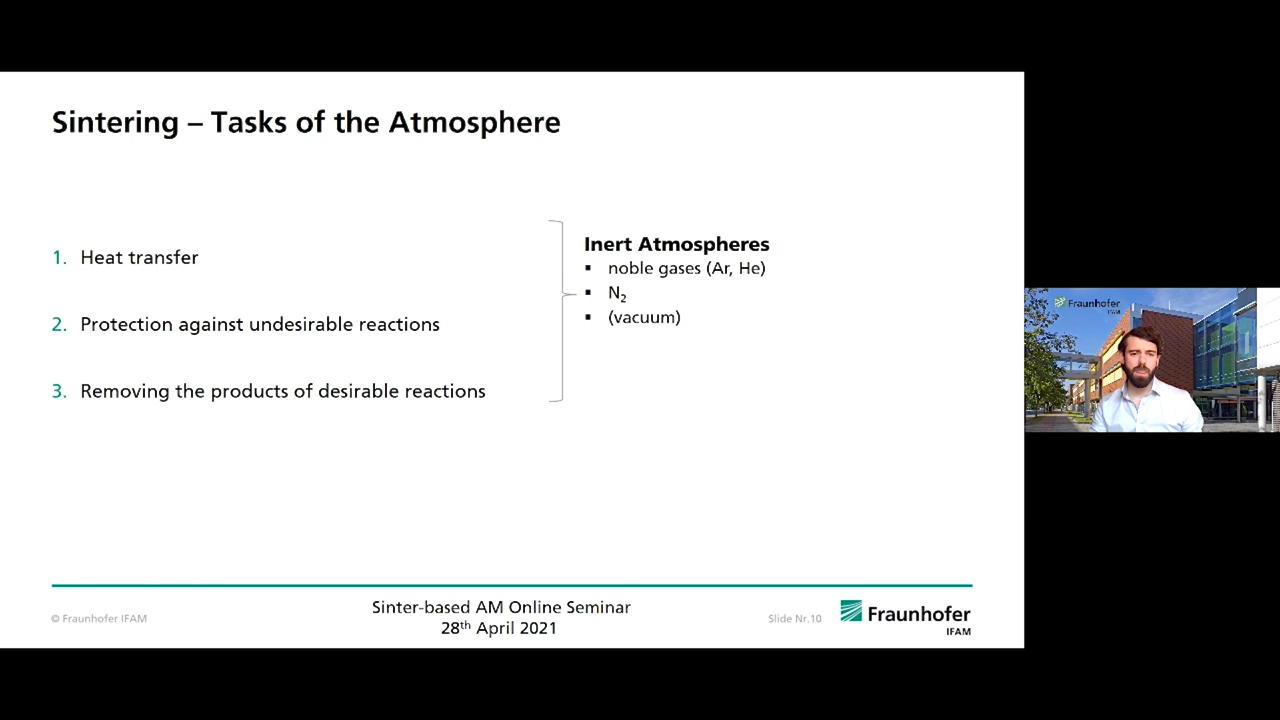 Sintering – Tasks of the Atmosphere
1. Heat transfer
2. Protection against undesirable reactions
3. Removing the products of desirable reactions
Inert Atmospheres
▪ noble gases (Ar, He)
▪ N₂
▪ (vacuum)
Fraunhofer
IFAM
© Fraunhofer IFAM
Sinter-based AM Online Seminar
28th April 2021
Slide Nr.10
Fraunhofer
IFAM